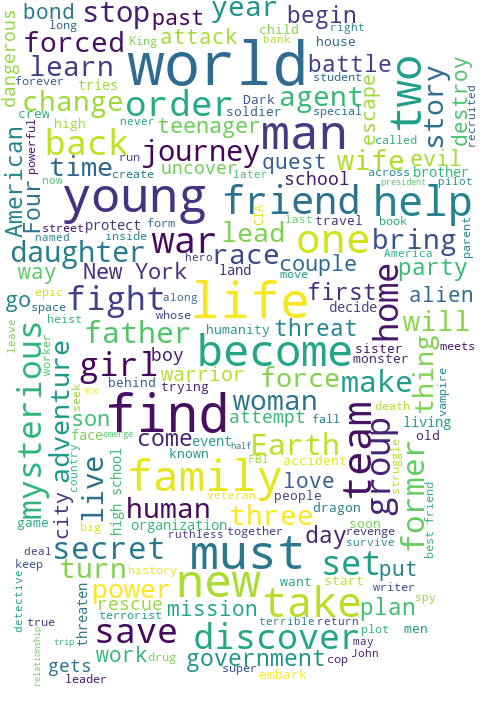 bond
long
stop
past
year
begin
child
bank
right
house
King
attack
forced
dangerous
learn
forever
tries
world
battle
two
story
destroy
recruited
change
order
agent
escape
crew
high
Dark
soldier
student
special
American
powerful
back
never
teenager
man
called
time
run
create
uncover
journey
later
quest
wife
evil
across
brother
school
president
pilot
now
young
friend
help
Four
street
protect
form
CIA
last
travel
book
parent
named
inside
war
lead
one
America
bring
daughter
hero
race
land
couple
move
home
party
way
New York
go
epic
space
fight
along
whose
life
first
decide
will
alien
mysterious
heist
father
humanity
threat
sister
monster
meets
leave
worker
adventure
girl
boy
become
thing
behind
trying
warrior
force
make
seek
ex
woman
death
vampire
son
find
attempt
fall
team
group
living
face
emerge
come
event
half
Earth
old
former
country
live
known
FBI
accident
struggle
best friend
city
high school
family
love
people
veteran
game
human
three
dragon
big
organization
together
day
soon
revenge
deal
secret
ruthless
survive
must
set
put
keep
turn
history
new
want
start
writer
detective
threaten
power
rescue
mission
take
plan
spy
terrorist
terrible
return
plot
men
true
save
discover
may
relationship
trip
work
drug
government
cop
John
gets
super
leader
embark